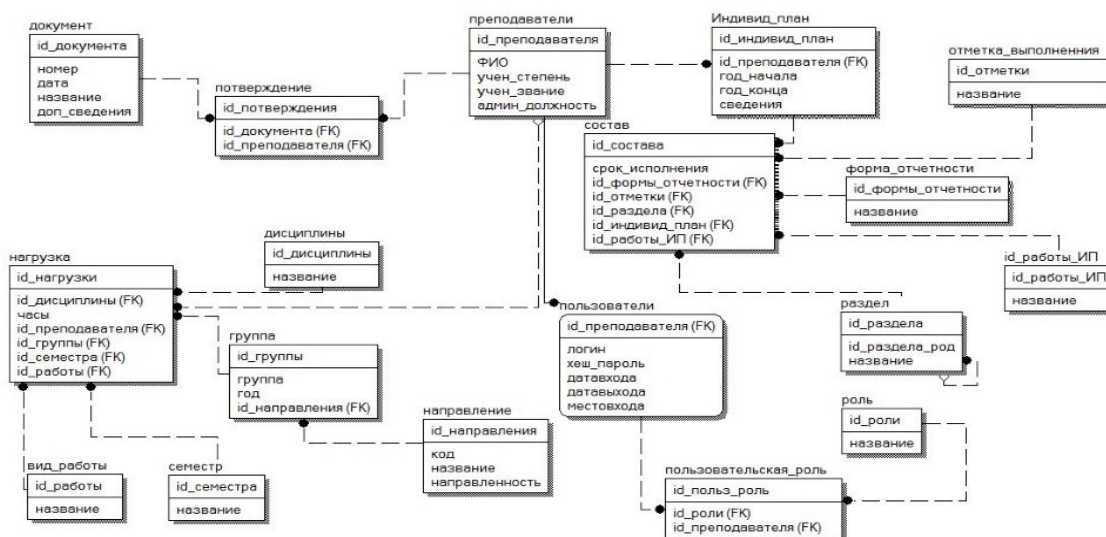 документ
id_документа
номер
дата
название
доп_сведения
потверждение
id_потверждения
id_документа (FK)
id_преподавателя (FK)
преподаватели
id_преподавателя
ФИО
учен_степень
учен_звание
админ_должность
Индивид_план
id_индивид_план
id_преподавателя (FK)
год_начала
год_конца
сведения
отметка_выполненния
id_отметки
название
состав
id_состава
срок_исполнения
id_формы_отчетности (FK)
id_отметки (FK)
id_раздела (FK)
id_индивид_план (FK)
id_работы_ИП (FK)
форма_отчетности
id_формы_отчетности
название
id_работы_ИП
id_работы_ИП
название
дисциплины
id_дисциплины
название
нагрузка
id_нагрузки
id_дисциплины (FK)
часы
id_преподавателя (FK)
id_группы (FK)
id_семестра (FK)
id_работы (FK)
группа
id_группы
группа
год
id_направления (FK)
пользователи
id_преподавателя (FK)
логин
хеш_пароль
датавхода
датавыхода
местовхода
раздел
id_раздела
id_раздела_род
название
роль
id_роли
название
направление
id_направления
код
название
направленность
вид_работы
id_работы
название
семестр
id_семестра
название
пользовательская_роль
id_польз_роль
id_роли (FK)
id_преподавателя (FK)